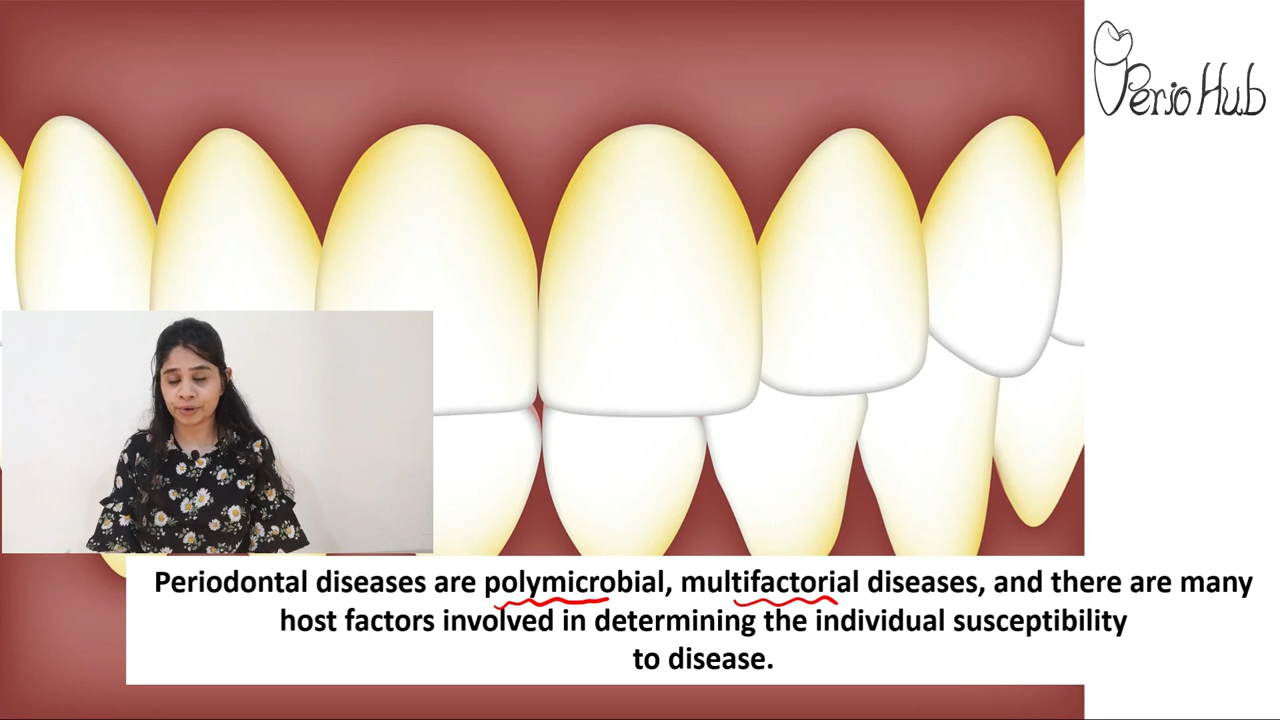 Perio Hub
Periodontal diseases are polymicrobial, multifactorial diseases, and there are many
host factors involved in determining the individual susceptibility
to disease.